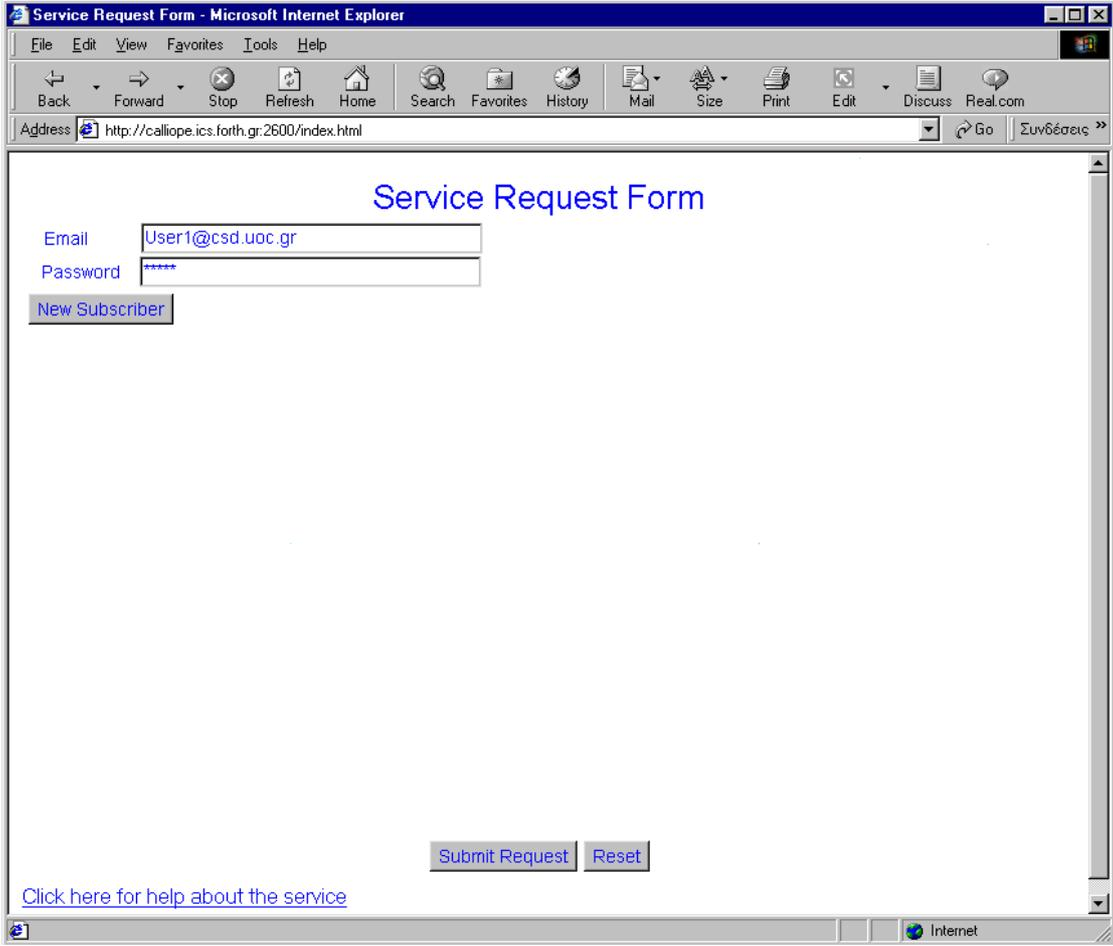 Service Request Form - Microsoft Internet Explorer
File Edit View Favorites Tools Help
Back Forward Stop Refresh Home Search Favorites History Mail Size Print Edit Discuss Real.com
Address http://calliope.ics.forth.gr:2600/index.html Go Συνδέσεις »
Service Request Form
Email User1@csd.uoc.gr
Password *****
New Subscriber
Submit Request Reset
Click here for help about the service
Internet